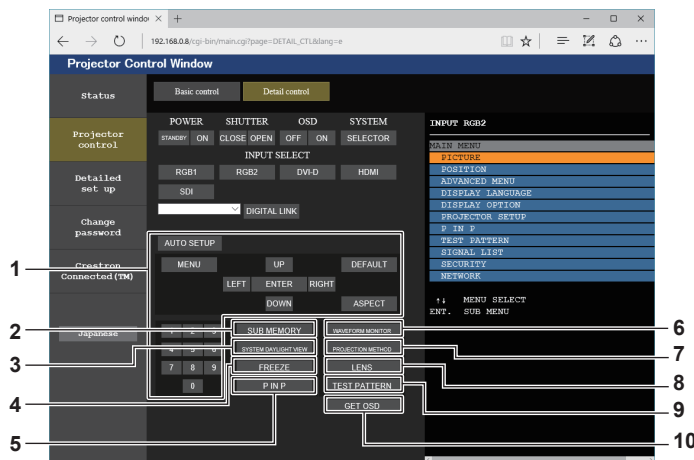 Projector control window
192.168.0.8/cgi-bin/main.cgi?page=DETAIL_CTL&lang=e
Projector Control Window
Status
Projector
control
Detailed
set up
Change
password
Crestron
Connected(TM)
Japanese
Basic control
Detail control
POWER SHUTTER OSD SYSTEM
STANDBY ON CLOSE OPEN OFF ON SELECTOR
INPUT SELECT
RGB1 RGB2 DVI-D HDMI
SDI
DIGITAL LINK
AUTO SETUP
MENU UP DEFAULT
LEFT ENTER RIGHT
DOWN ASPECT
1 2 3 SUB MEMORY WAVEFORM MONITOR
4 5 6 SYSTEM DAYLIGHT VIEW PROJECTION METHOD
7 8 9 FREEZE LENS
0 P IN P TEST PATTERN
GET OSD
INPUT RGB2
MAIN MENU
PICTURE
POSITION
ADVANCED MENU
DISPLAY LANGUAGE
DISPLAY OPTION
PROJECTOR SETUP
P IN P
TEST PATTERN
SIGNAL LIST
SECURITY
NETWORK
↑↓ MENU SELECT
ENT. SUB MENU
1
2
3
4
5
6
7
8
9
10